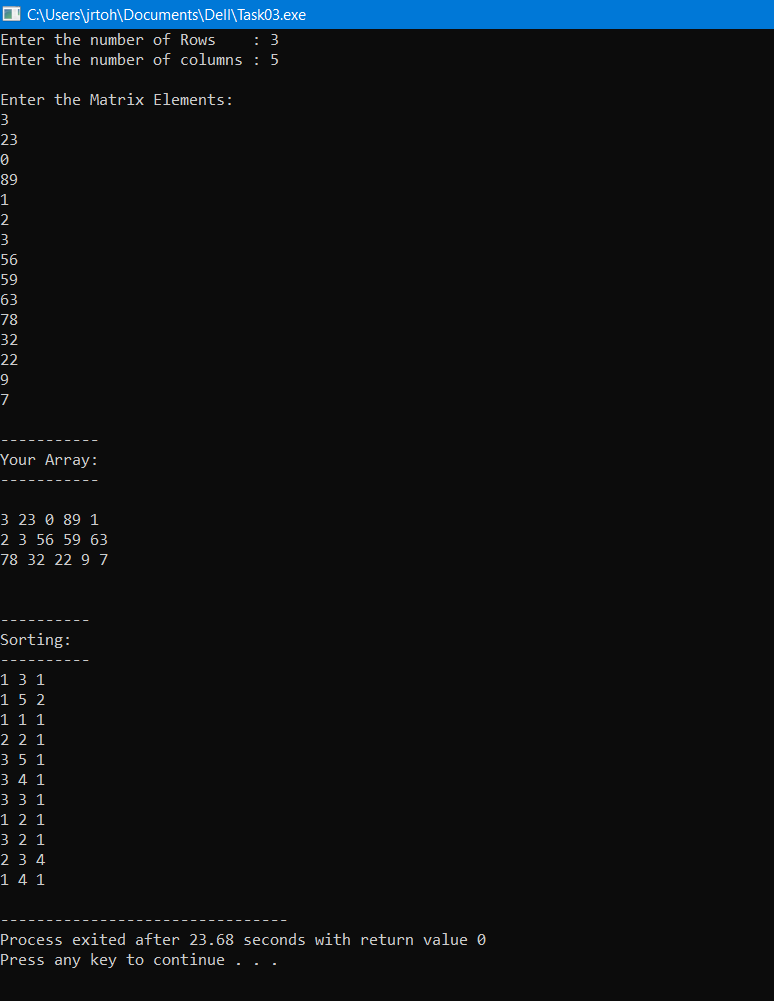 C:\Users\jrtoh\Documents\Dell\Task03.exe
Enter the number of Rows    : 3
Enter the number of columns : 5
Enter the Matrix Elements:
3
23
0
89
1
2
3
56
59
63
78
32
22
9
7
-----------
Your Array:
-----------
3 23 0 89 1
2 3 56 59 63
78 32 22 9 7
----------
Sorting:
----------
1 3 1
1 5 2
1 1 1
2 2 1
3 5 1
3 4 1
3 3 1
1 2 1
3 2 1
2 3 4
1 4 1
--------------------------------
Process exited after 23.68 seconds with return value 0
Press any key to continue . . .